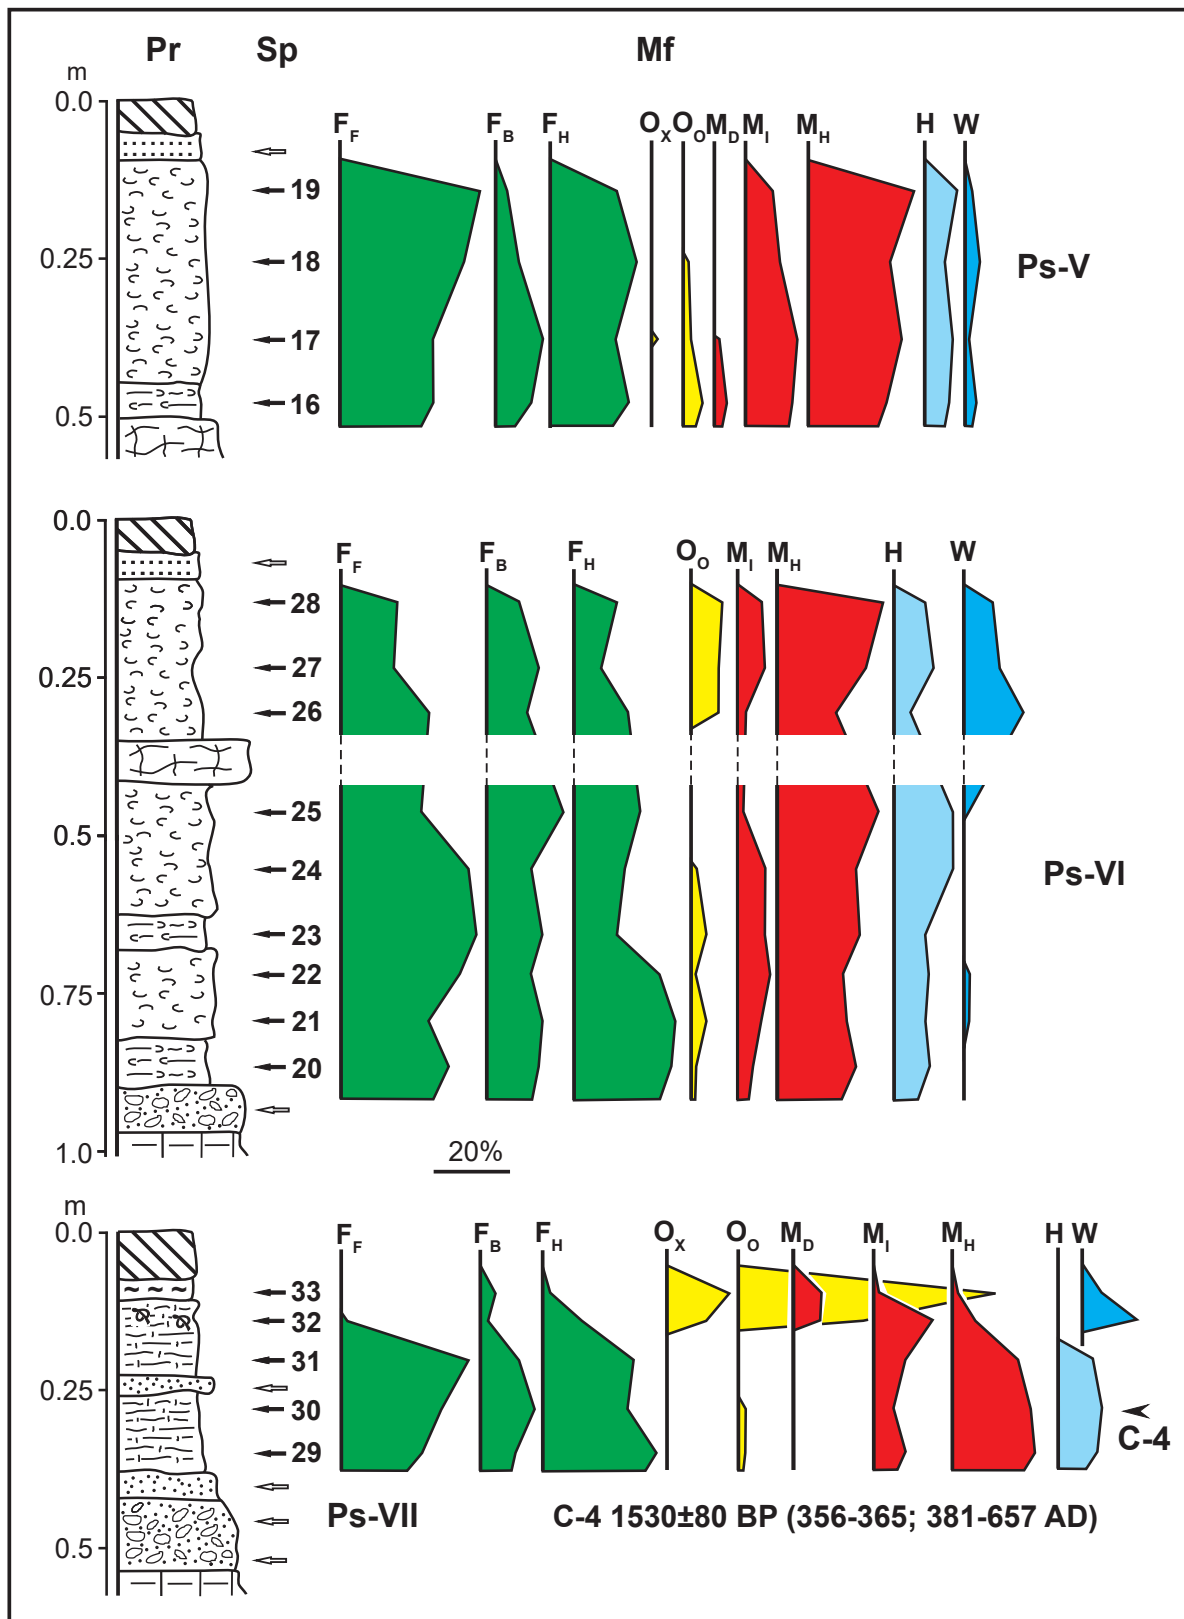 Pr Sp Mf
m
0.0
F_F F_B F_H O_X O_O M_D M_I M_H H W
19
0.25 18 Ps-V
17
16
0.5
0.0
F_F F_B F_H O_O M_I M_H H W
28
27
0.25
26
25
0.5
24 Ps-VI
23
22
0.75
21
20
1.0
20%
m
0.0
F_F F_B F_H O_X O_O M_D M_I M_H H W
33
32
31
0.25
30
C-4
29
Ps-VII C-4 1530±80 BP (356-365; 381-657 AD)
0.5